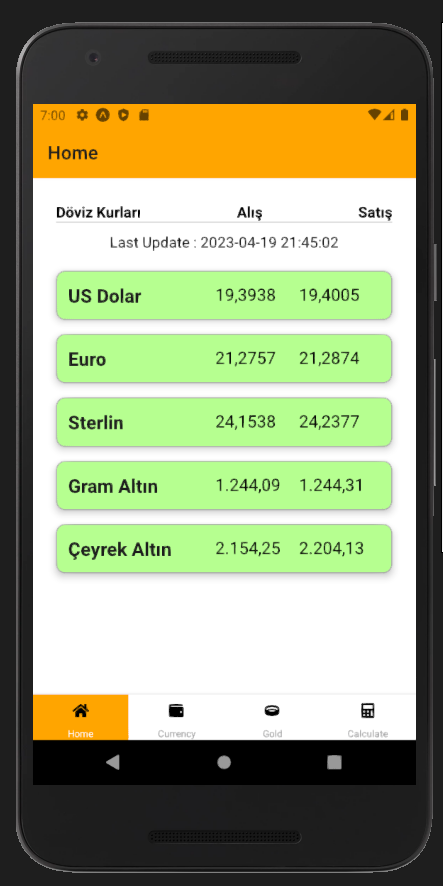 7:00
Home
Döviz Kurları Alış Satış
Last Update : 2023-04-19 21:45:02
US Dolar 19,3938 19,4005
Euro 21,2757 21,2874
Sterlin 24,1538 24,2377
Gram Altın 1.244,09 1.244,31
Çeyrek Altın 2.154,25 2.204,13
Home Currency Gold Calculate